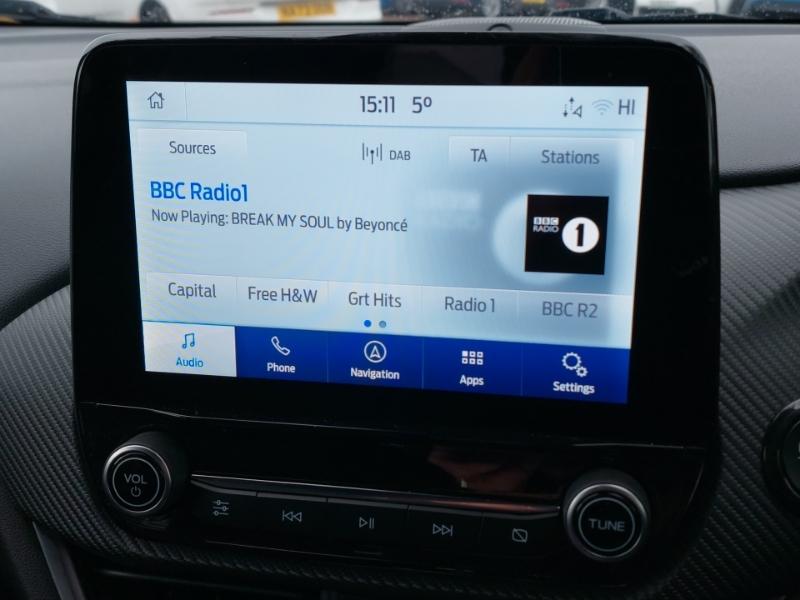 15:11 5° HI
Sources DAB TA Stations
BBC Radio1
Now Playing: BREAK MY SOUL by Beyoncé
BBC
RADIO 1
Capital Free H&W Grt Hits Radio 1 BBC R2
Audio Phone Navigation Apps Settings
VOL
TUNE